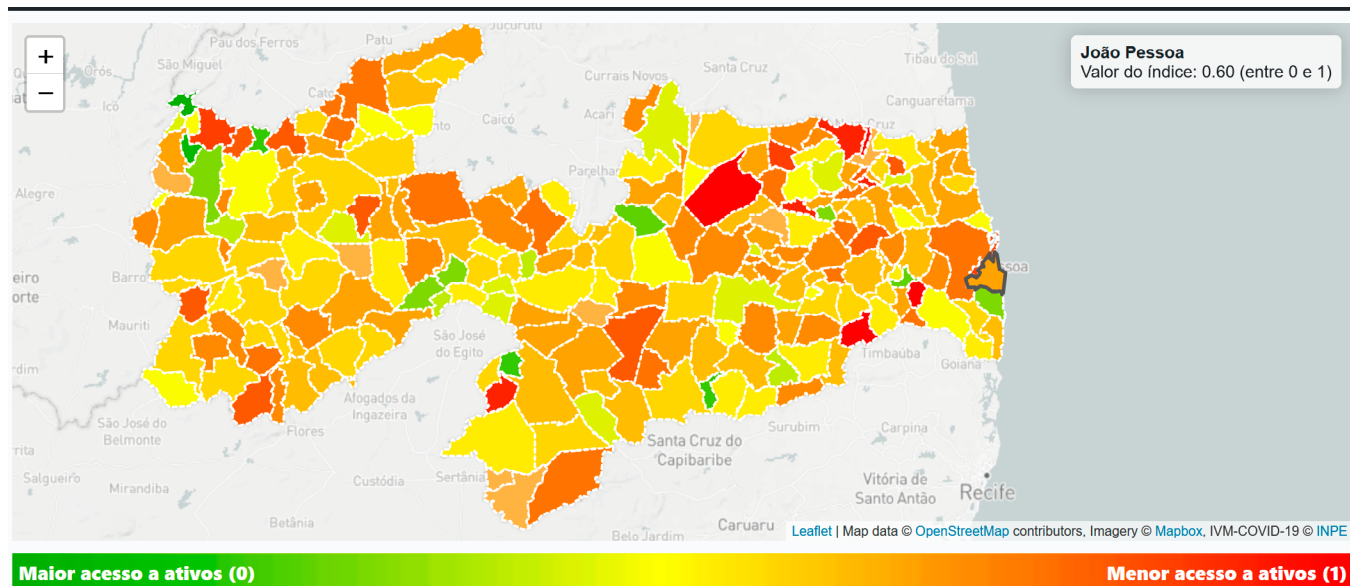 +
−
João Pessoa
Valor do índice: 0.60 (entre 0 e 1)
Jucurutu
Pau dos Ferros
Patu
Tibau do Sul
Orós
São Miguel
Currais Novos
Santa Cruz
Icó
Canguaretama
Acari
Caicó
Parelhas
Alegre
Barro
Mauriti
São José
do Egito
Timbaúba
Goiana
Afogados da
Ingazeira
São José do
Belmonte
Flores
Santa Cruz do
Capibaribe
Surubim
Carpina
Salgueiro
Mirandiba
Custódia
Sertânia
Vitória de
Santo Antão
Recife
Betânia
Belo Jardim
Caruaru
Leaflet | Map data © OpenStreetMap contributors, Imagery © Mapbox, IVM-COVID-19 © INPE
Maior acesso a ativos (0)
Menor acesso a ativos (1)